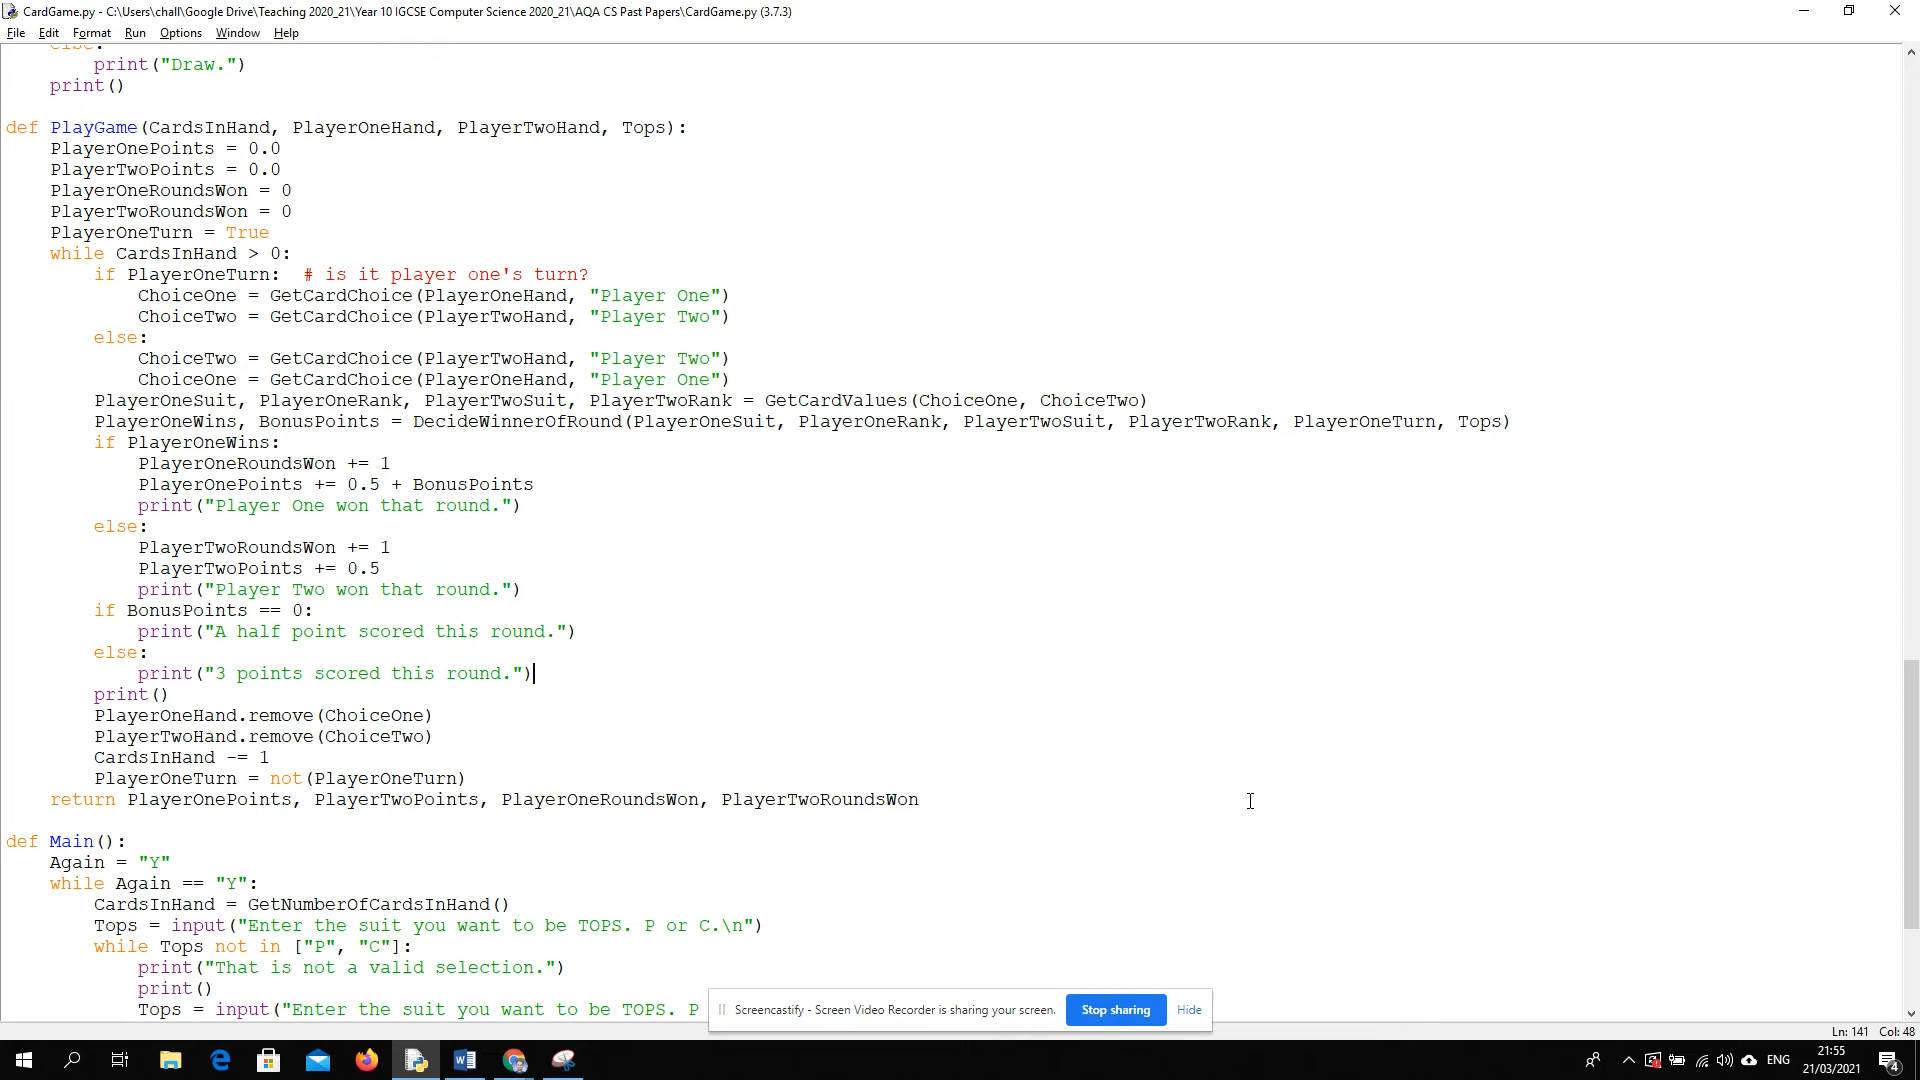 CardGame.py - C:\Users\chall\Google Drive\Teaching 2020_21\Year 10 IGCSE Computer Science 2020_21\AQA CS Past Papers\CardGame.py (3.7.3)
File Edit Format Run Options Window Help
else:
        print("Draw.")
    print()

def PlayGame(CardsInHand, PlayerOneHand, PlayerTwoHand, Tops):
    PlayerOnePoints = 0.0
    PlayerTwoPoints = 0.0
    PlayerOneRoundsWon = 0
    PlayerTwoRoundsWon = 0
    PlayerOneTurn = True
    while CardsInHand > 0:
        if PlayerOneTurn:  # is it player one's turn?
            ChoiceOne = GetCardChoice(PlayerOneHand, "Player One")
            ChoiceTwo = GetCardChoice(PlayerTwoHand, "Player Two")
        else:
            ChoiceTwo = GetCardChoice(PlayerTwoHand, "Player Two")
            ChoiceOne = GetCardChoice(PlayerOneHand, "Player One")
        PlayerOneSuit, PlayerOneRank, PlayerTwoSuit, PlayerTwoRank = GetCardValues(ChoiceOne, ChoiceTwo)
        PlayerOneWins, BonusPoints = DecideWinnerOfRound(PlayerOneSuit, PlayerOneRank, PlayerTwoSuit, PlayerTwoRank, PlayerOneTurn, Tops)
        if PlayerOneWins:
            PlayerOneRoundsWon += 1
            PlayerOnePoints += 0.5 + BonusPoints
            print("Player One won that round.")
        else:
            PlayerTwoRoundsWon += 1
            PlayerTwoPoints += 0.5
            print("Player Two won that round.")
        if BonusPoints == 0:
            print("A half point scored this round.")
        else:
            print("3 points scored this round.")
        print()
        PlayerOneHand.remove(ChoiceOne)
        PlayerTwoHand.remove(ChoiceTwo)
        CardsInHand -= 1
        PlayerOneTurn = not(PlayerOneTurn)
    return PlayerOnePoints, PlayerTwoPoints, PlayerOneRoundsWon, PlayerTwoRoundsWon

def Main():
    Again = "Y"
    while Again == "Y":
        CardsInHand = GetNumberOfCardsInHand()
        Tops = input("Enter the suit you want to be TOPS. P or C.\n")
        while Tops not in ["P", "C"]:
            print("That is not a valid selection.")
            print()
            Tops = input("Enter the suit you want to be TOPS. P
Screencastify - Screen Video Recorder is sharing your screen. Stop sharing Hide
Ln: 141 Col: 48
ENG
21:55
21/03/2021
4